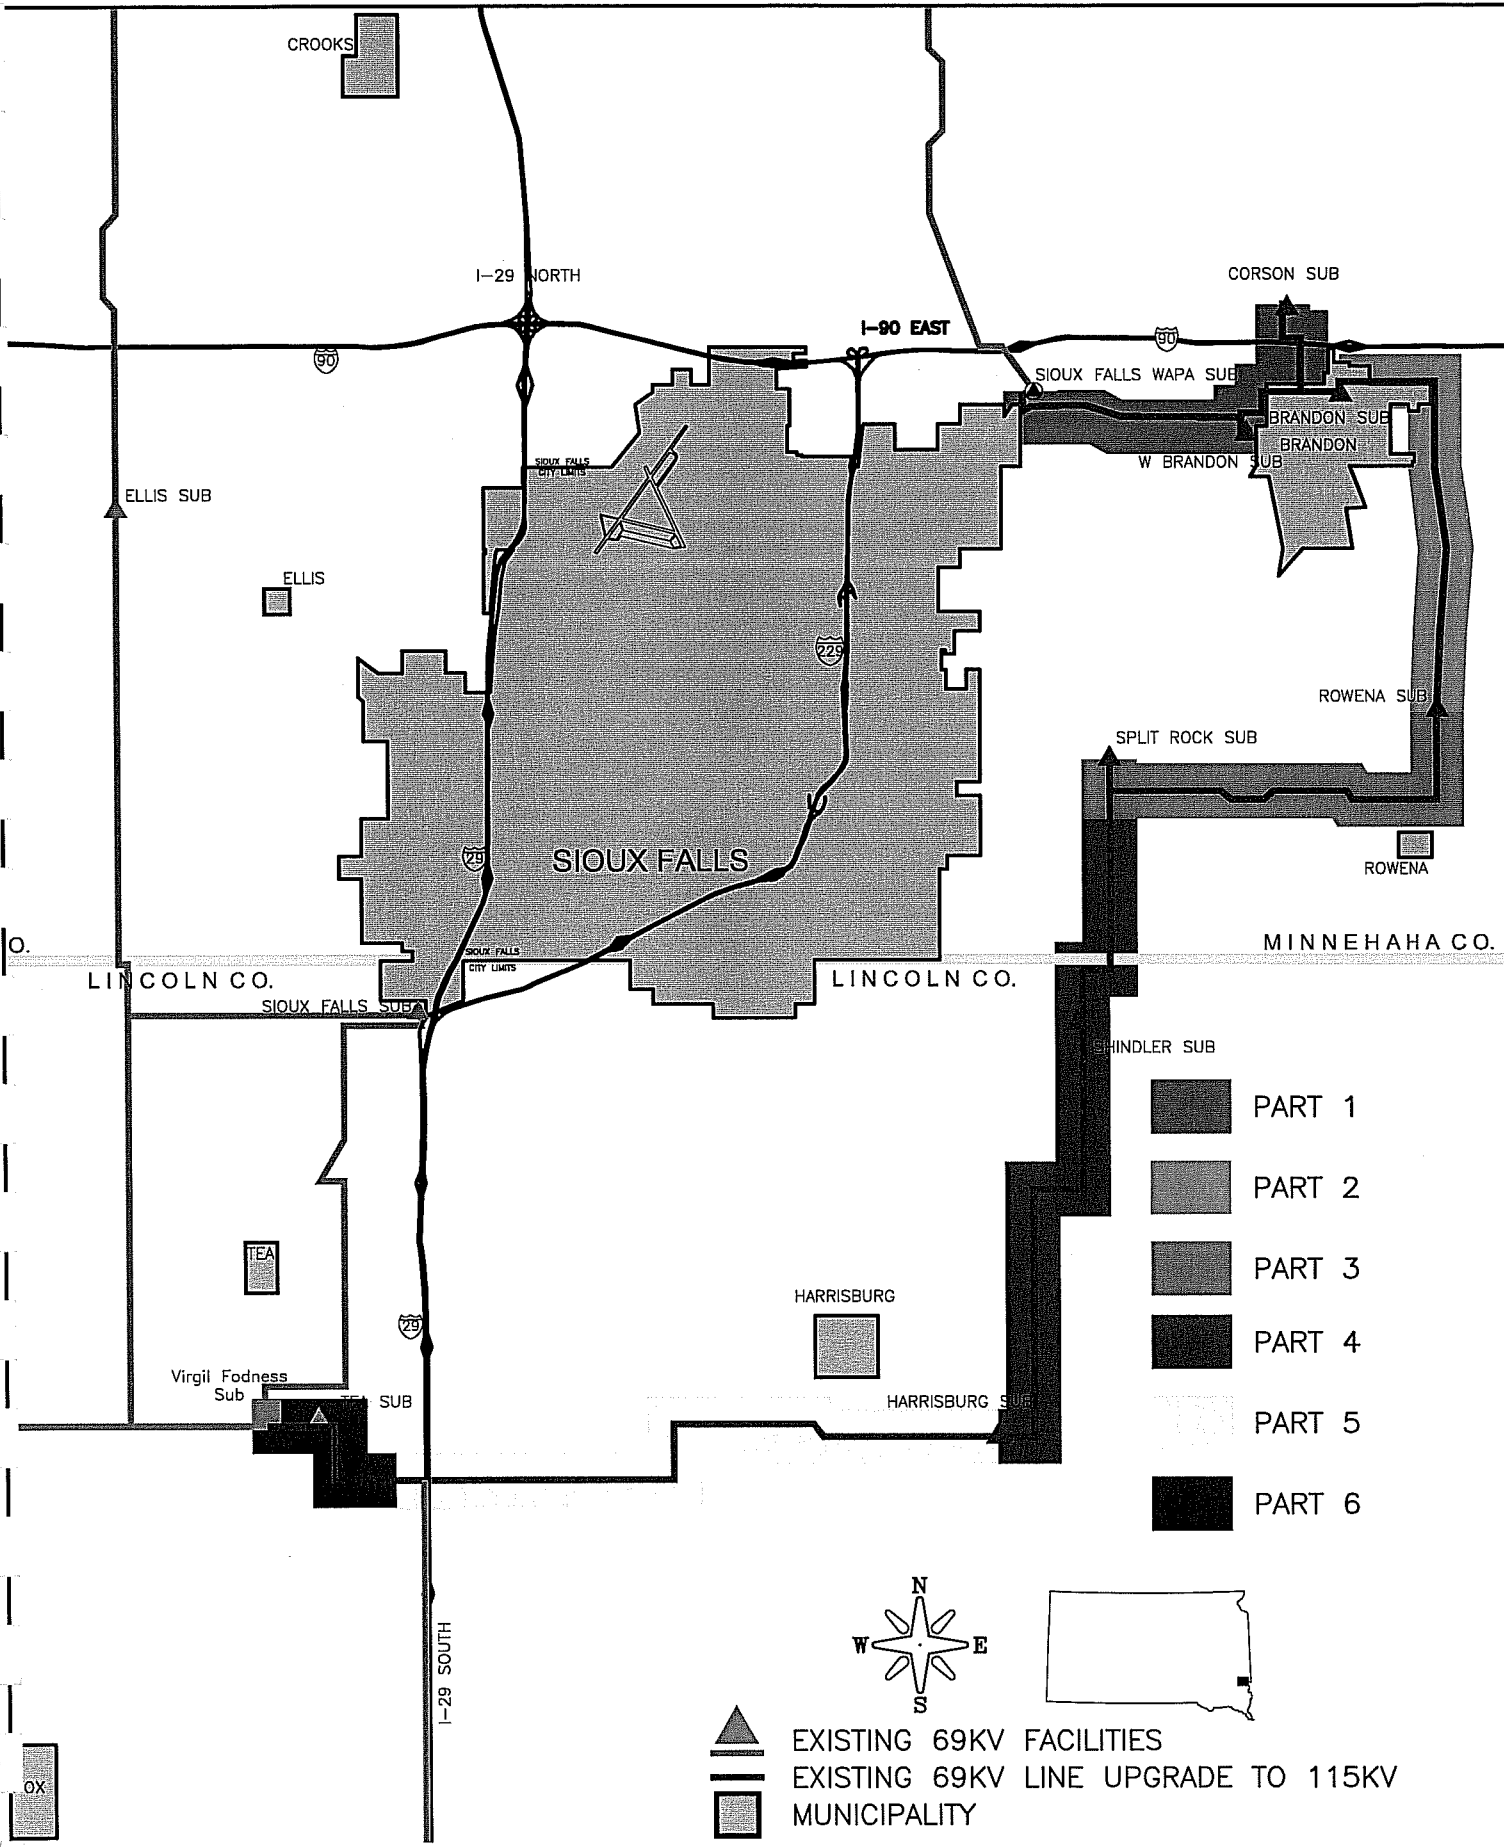 CROOKS
I-29 NORTH
CORSON SUB
I-90 EAST
90
90
SIOUX FALLS WAPA SUB
BRANDON SUB
BRANDON
W BRANDON SUB
SIOUX FALLS
CITY LIMITS
ELLIS SUB
ELLIS
229
ROWENA SUB
SPLIT ROCK SUB
29
SIOUX FALLS
ROWENA
O.
MINNEHAHA CO.
SIOUX FALLS
CITY LIMITS
LINCOLN CO.
LINCOLN CO.
SIOUX FALLS SUB
SHINDLER SUB
PART 1
PART 2
TEA
PART 3
HARRISBURG
29
PART 4
Virgil Fodness
Sub
TEA SUB
HARRISBURG SUB
PART 5
PART 6
N
W
E
S
I-29 SOUTH
EXISTING 69KV FACILITIES
EXISTING 69KV LINE UPGRADE TO 115KV
OX
MUNICIPALITY